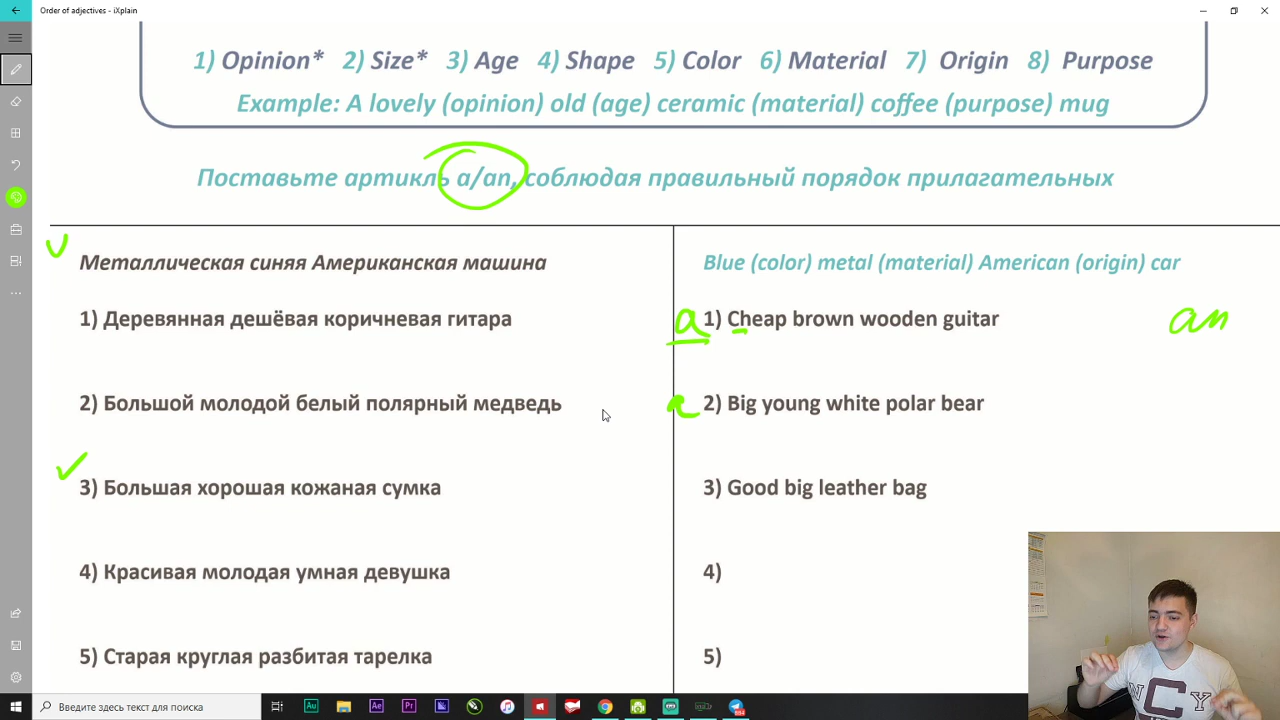 Order of adjectives - iXplain
1) Opinion* 2) Size* 3) Age 4) Shape 5) Color 6) Material 7) Origin 8) Purpose
Example: A lovely (opinion) old (age) ceramic (material) coffee (purpose) mug
Поставьте артикль a/an, соблюдая правильный порядок прилагательных
Металлическая синяя Американская машина
Blue (color) metal (material) American (origin) car
1) Деревянная дешёвая коричневая гитара
a 1) Cheap brown wooden guitar an
2) Большой молодой белый полярный медведь
a 2) Big young white polar bear
3) Большая хорошая кожаная сумка
3) Good big leather bag
4) Красивая молодая умная девушка
4)
5) Старая круглая разбитая тарелка
5)
Введите здесь текст для поиска
Au
Ae
Pr